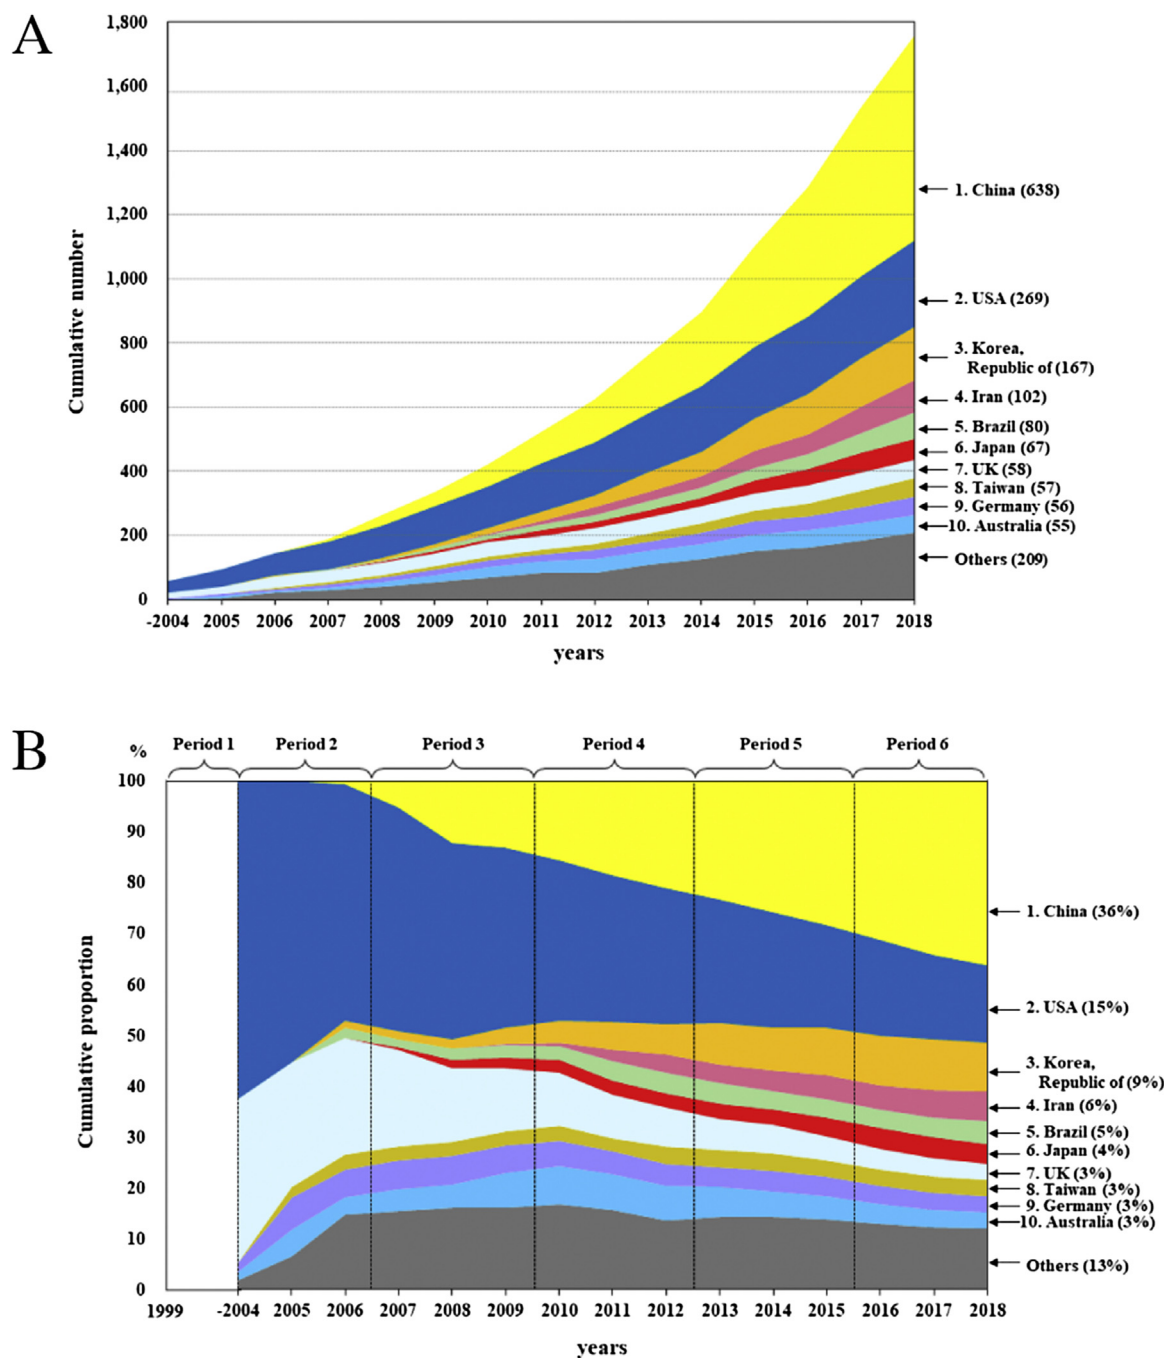 A
1,800
1,600
1,400
1,200
1,000
800
600
400
200
0
Cumulative number
1. China (638)
2. USA (269)
3. Korea,
Republic of (167)
4. Iran (102)
5. Brazil (80)
6. Japan (67)
7. UK (58)
8. Taiwan (57)
9. Germany (56)
10. Australia (55)
Others (209)
-2004 2005 2006 2007 2008 2009 2010 2011 2012 2013 2014 2015 2016 2017 2018
years
B
% Period 1 Period 2 Period 3 Period 4 Period 5 Period 6
100
90
80
70
60
50
40
30
20
10
0
Cumulative proportion
1. China (36%)
2. USA (15%)
3. Korea,
Republic of (9%)
4. Iran (6%)
5. Brazil (5%)
6. Japan (4%)
7. UK (3%)
8. Taiwan (3%)
9. Germany (3%)
10. Australia (3%)
Others (13%)
1999 -2004 2005 2006 2007 2008 2009 2010 2011 2012 2013 2014 2015 2016 2017 2018
years